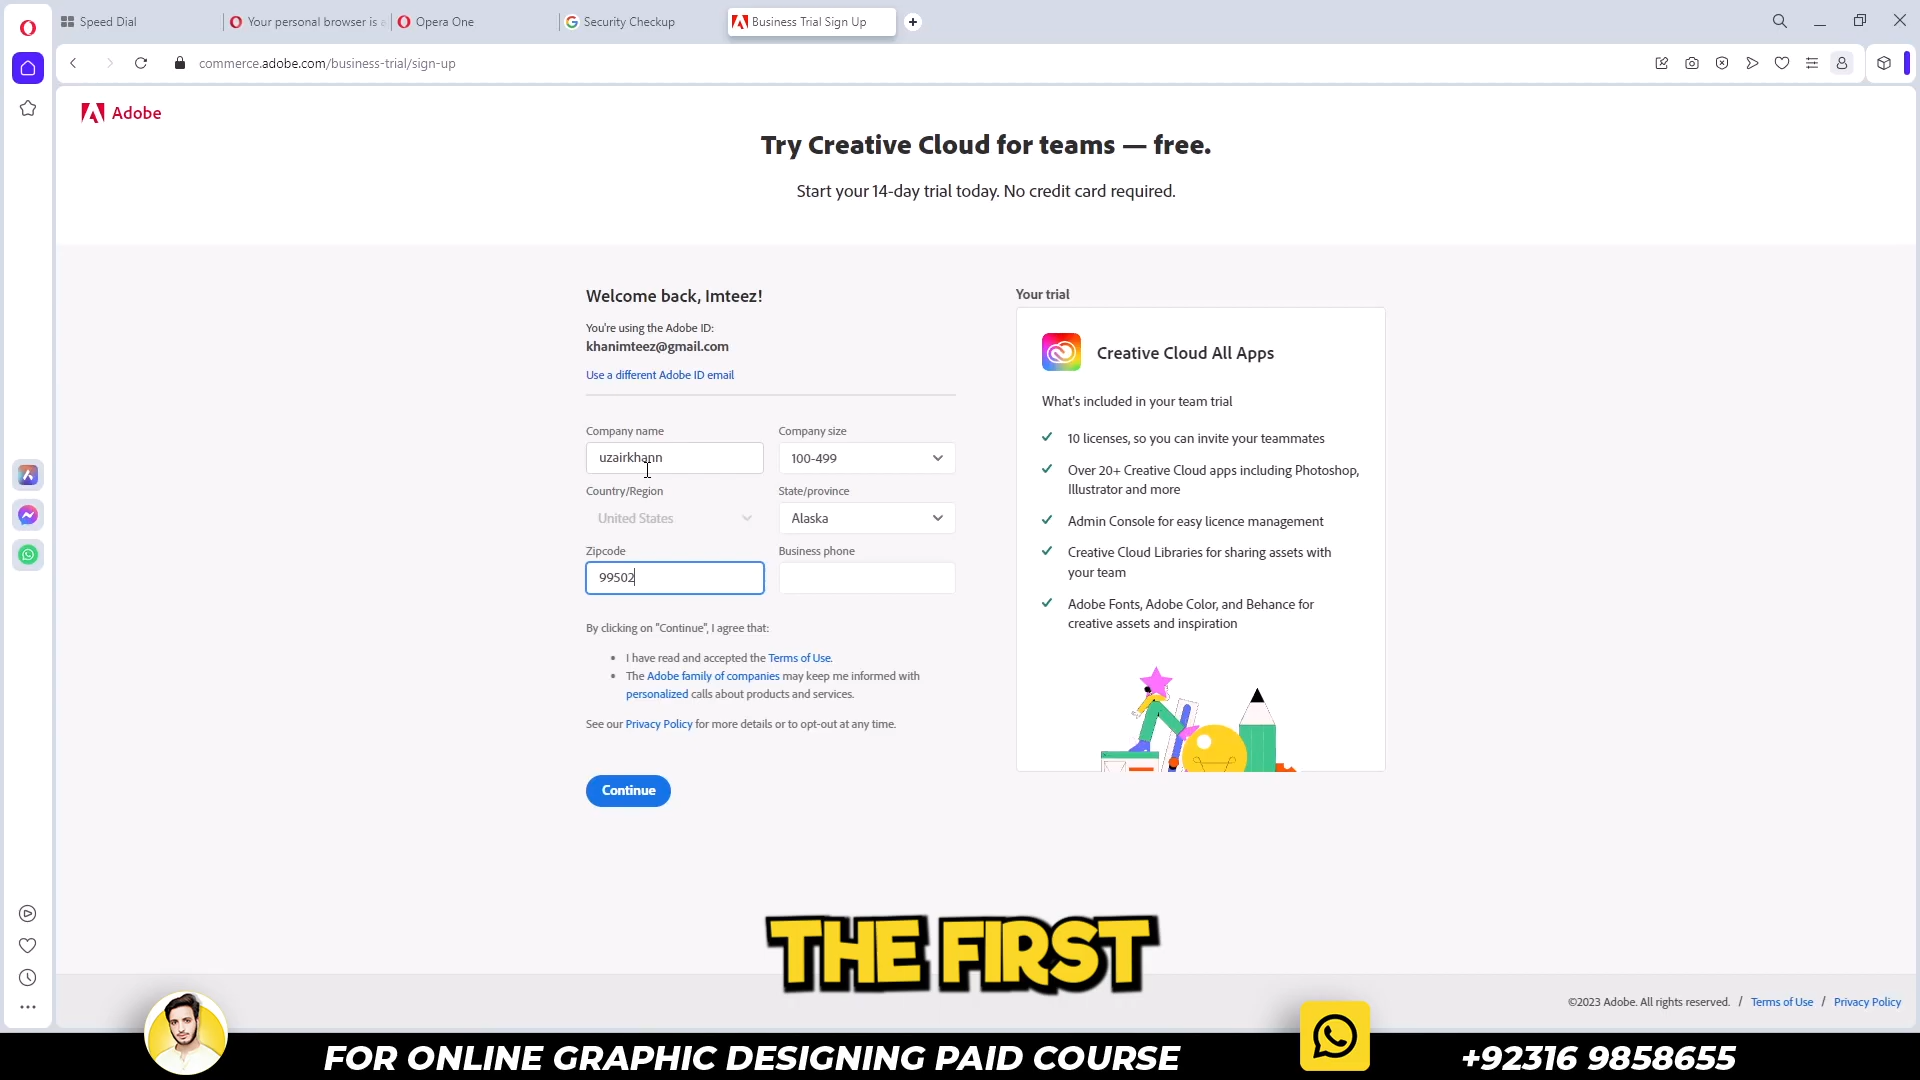 Speed Dial
Your personal browser is a
Opera One
Security Checkup
Business Trial Sign Up
commerce.adobe.com/business-trial/sign-up
Adobe
Try Creative Cloud for teams — free.
Start your 14-day trial today. No credit card required.
Welcome back, Imteez!
You're using the Adobe ID:
khanimteez@gmail.com
Use a different Adobe ID email
Company name
Company size
uzairkhann
100-499
Country/Region
State/province
United States
Alaska
Zipcode
Business phone
99502
By clicking on "Continue", I agree that:
• I have read and accepted the Terms of Use.
• The Adobe family of companies may keep me informed with
personalized calls about products and services.
See our Privacy Policy for more details or to opt-out at any time.
Continue
Your trial
Creative Cloud All Apps
What's included in your team trial
10 licenses, so you can invite your teammates
Over 20+ Creative Cloud apps including Photoshop,
Illustrator and more
Admin Console for easy licence management
Creative Cloud Libraries for sharing assets with
your team
Adobe Fonts, Adobe Color, and Behance for
creative assets and inspiration
THE FIRST
©2023 Adobe. All rights reserved. / Terms of Use / Privacy Policy
FOR ONLINE GRAPHIC DESIGNING PAID COURSE
+92316 9858655